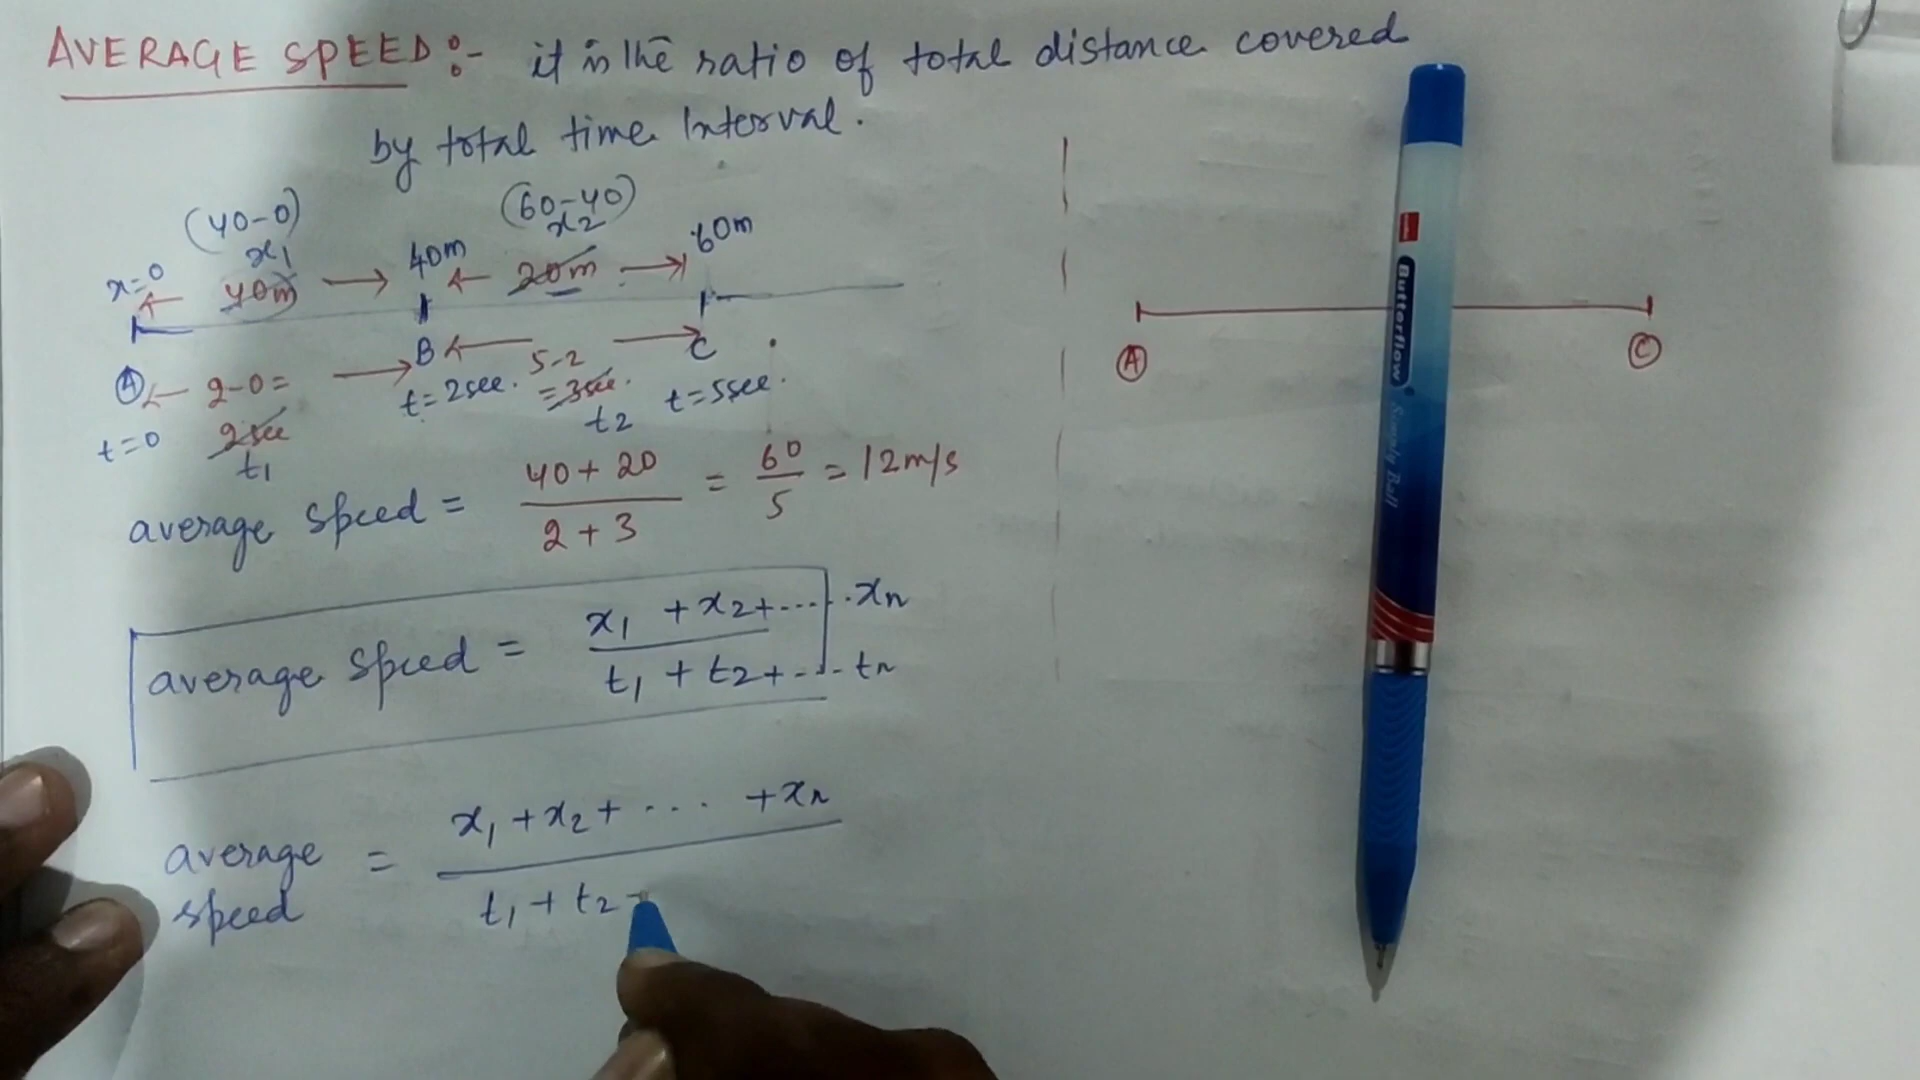 AVERAGE SPEED :- it is the ratio of total distance covered
by total time Interval.
(40-0) (60-40)
x1 x2
x=0 40m 40m 20m 60m
A 2-0= B 5-2 C
t=0 2sec t=2sec. =3sec. t=5sec.
t1 t2
average speed = 40+20 / 2+3 = 60/5 = 12m/s
average speed = x1 +x2+.....xn / t1 + t2+....tn
average speed = x1+x2+ .... +xn / t1+t2
A C
Butterflow
Simply Ball
cello